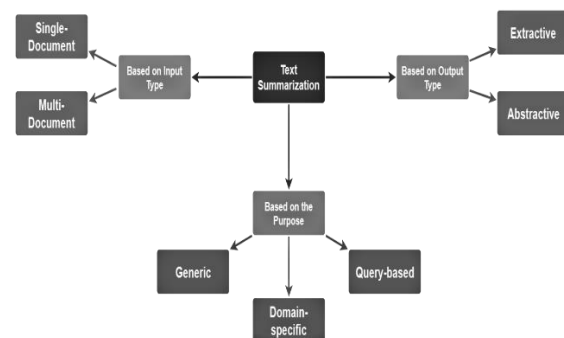 Single-
Document
Based on Input
Type
Multi-
Document
Text
Summarization
Based on Output
Type
Extractive
Abstractive
Based on the
Purpose
Generic
Domain-
specific
Query-based